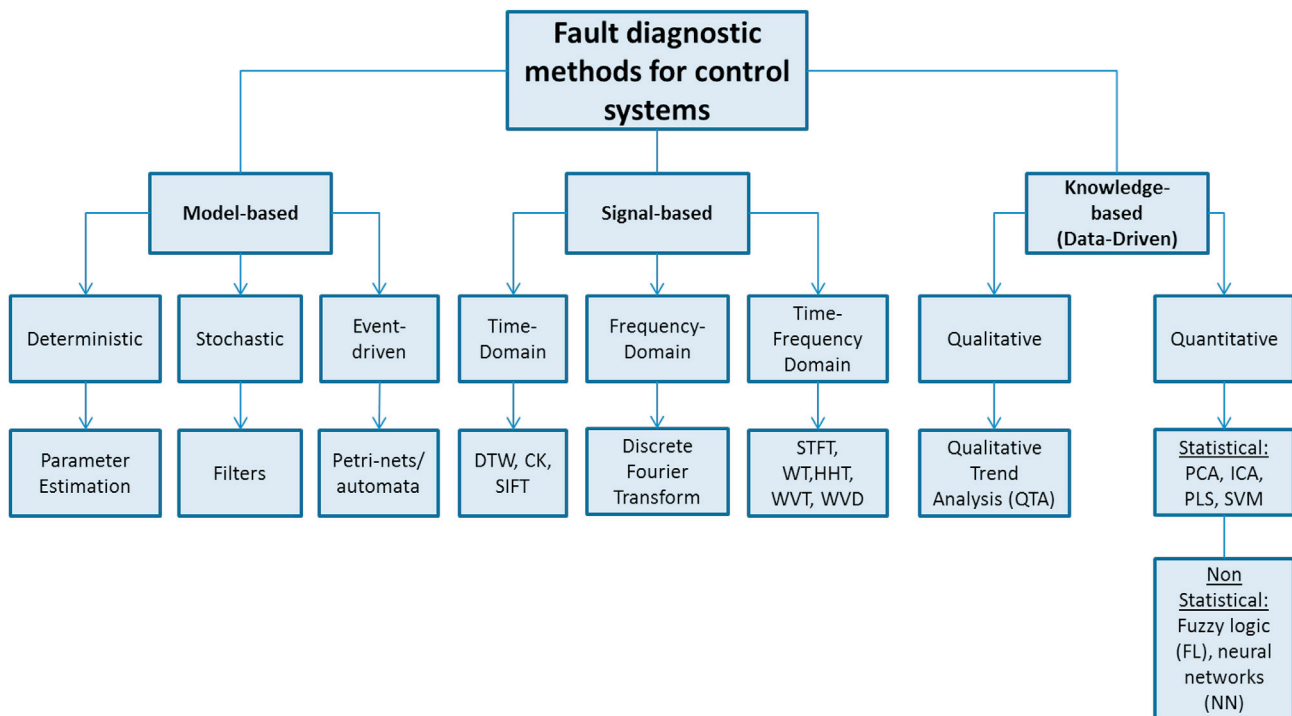 Fault diagnostic
methods for control
systems
Model-based
Signal-based
Knowledge-
based
(Data-Driven)
Deterministic
Stochastic
Event-
driven
Time-
Domain
Frequency-
Domain
Time-
Frequency
Domain
Qualitative
Quantitative
Parameter
Estimation
Filters
Petri-nets/
automata
DTW, CK,
SIFT
Discrete
Fourier
Transform
STFT,
WT,HHT,
WVT, WVD
Qualitative
Trend
Analysis (QTA)
Statistical:
PCA, ICA,
PLS, SVM
Non
Statistical:
Fuzzy logic
(FL), neural
networks
(NN)